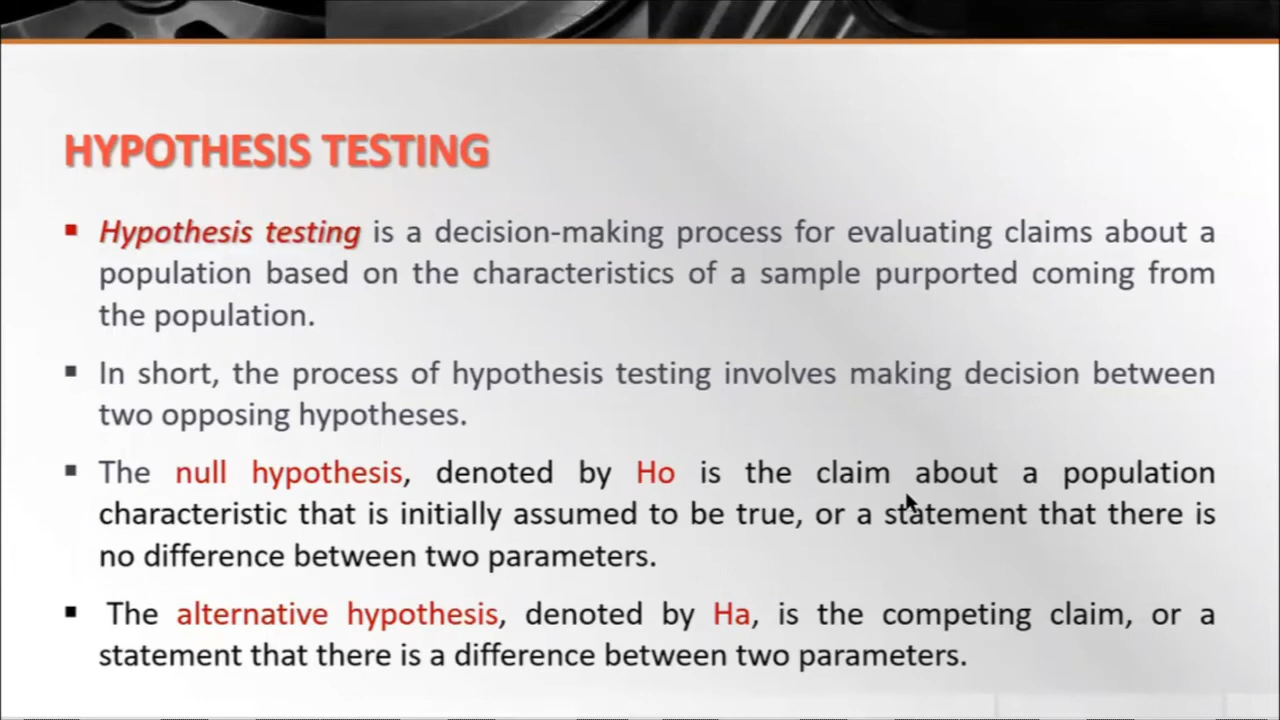 HYPOTHESIS TESTING
▪ Hypothesis testing is a decision-making process for evaluating claims about a
population based on the characteristics of a sample purported coming from
the population.
▪ In short, the process of hypothesis testing involves making decision between
two opposing hypotheses.
▪ The null hypothesis, denoted by Ho is the claim about a population
characteristic that is initially assumed to be true, or a statement that there is
no difference between two parameters.
▪ The alternative hypothesis, denoted by Ha, is the competing claim, or a
statement that there is a difference between two parameters.